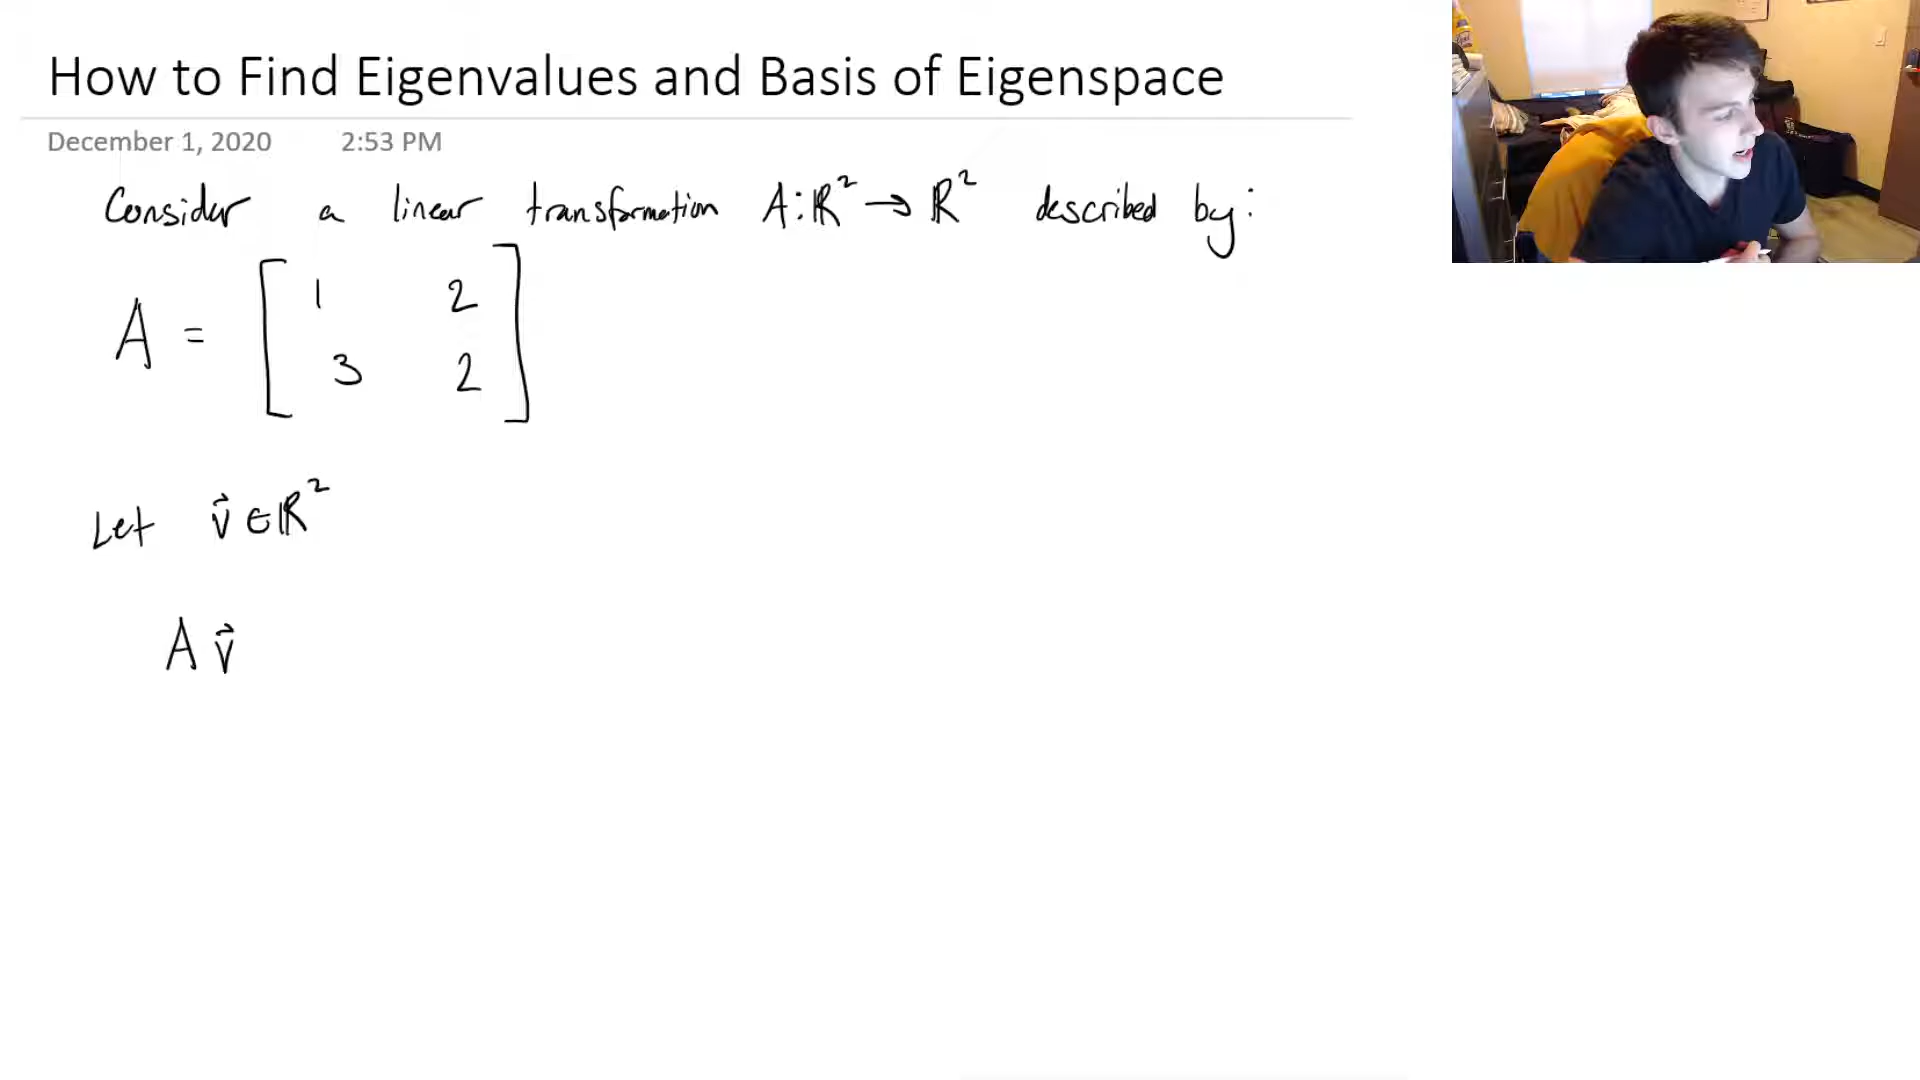 How to Find Eigenvalues and Basis of Eigenspace
December 1, 2020 2:53 PM
Consider a linear transformation A: ℝ² → ℝ² described by:
A = [ 1 2
3 2 ]
Let v⃗ ∈ ℝ²
A v⃗